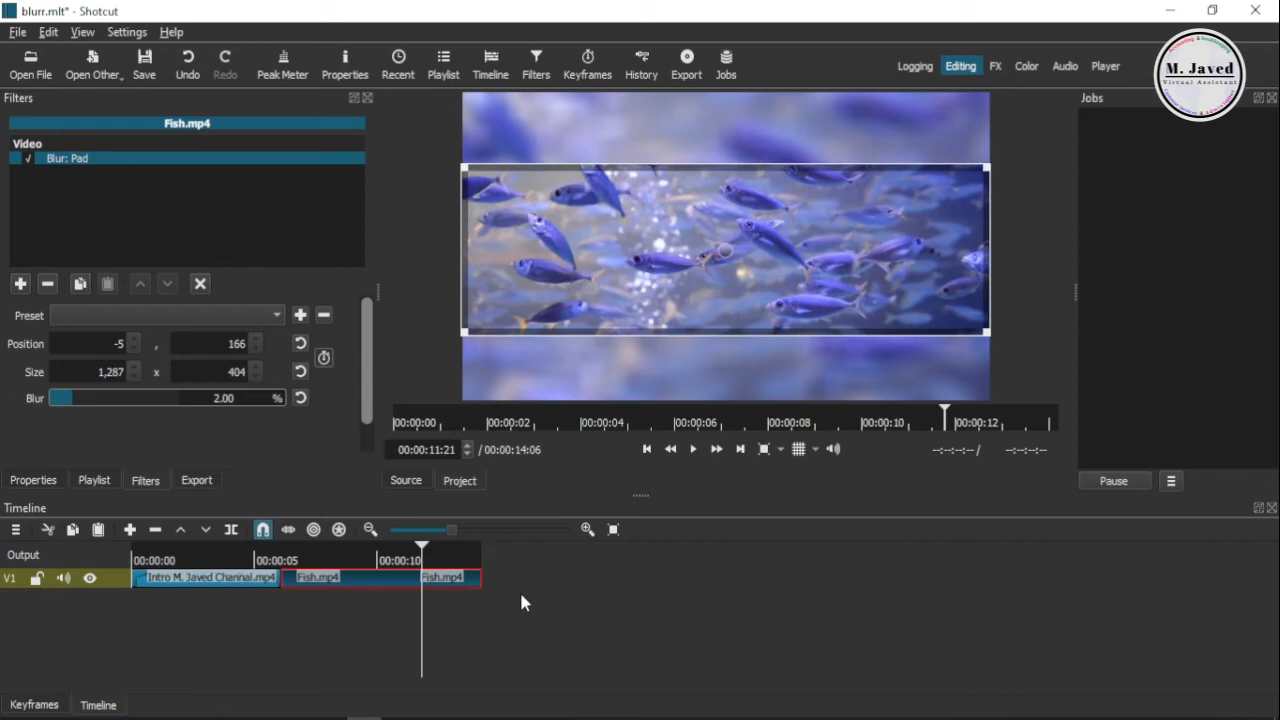 blurr.mlt* - Shotcut
File Edit View Settings Help
Open File Open Other.. Save Undo Redo Peak Meter Properties Recent Playlist Timeline Filters Keyframes History Export Jobs
Logging Editing FX Color Audio Player
M. Javed
Virtual Assistant
Filters
Jobs
Fish.mp4
Video
✓ Blur: Pad
Preset
Position -5 , 166
Size 1,287 x 404
Blur 2.00 %
00:00:00 00:00:02 00:00:04 00:00:06 00:00:08 00:00:10 00:00:12
00:00:11:21 / 00:00:14:06 --:--:--:-- / --:--:--:--
Properties Playlist Filters Export
Source Project
Pause
Timeline
Output
00:00:00 00:00:05 00:00:10
V1 Intro M. Javed Channal.mp4 Fish.mp4 Fish.mp4
Keyframes Timeline